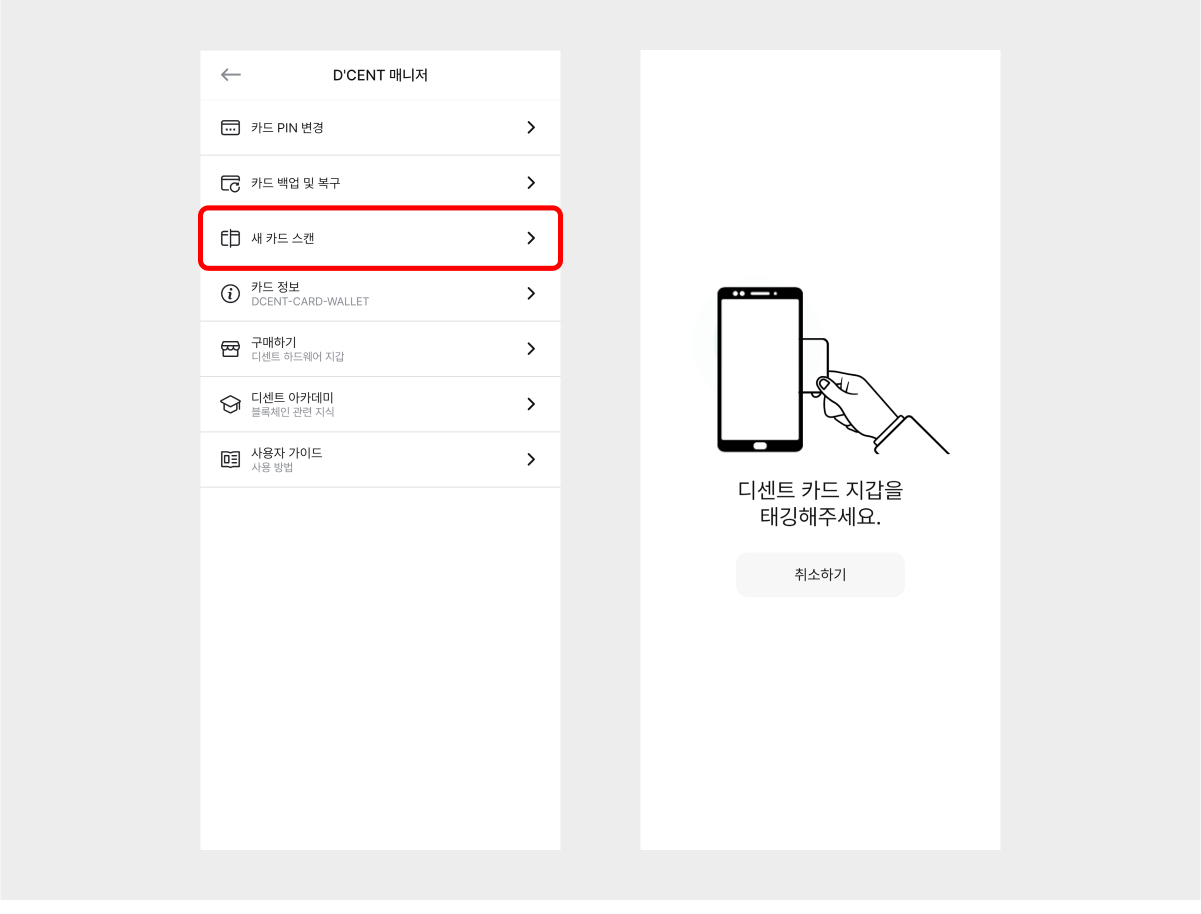 D'CENT 매니저
카드 PIN 변경
카드 백업 및 복구
새 카드 스캔
카드 정보
DCENT-CARD-WALLET
구매하기
디센트 하드웨어 지갑
디센트 아카데미
블록체인 관련 지식
사용자 가이드
사용 방법
디센트 카드 지갑을
태깅해주세요.
취소하기